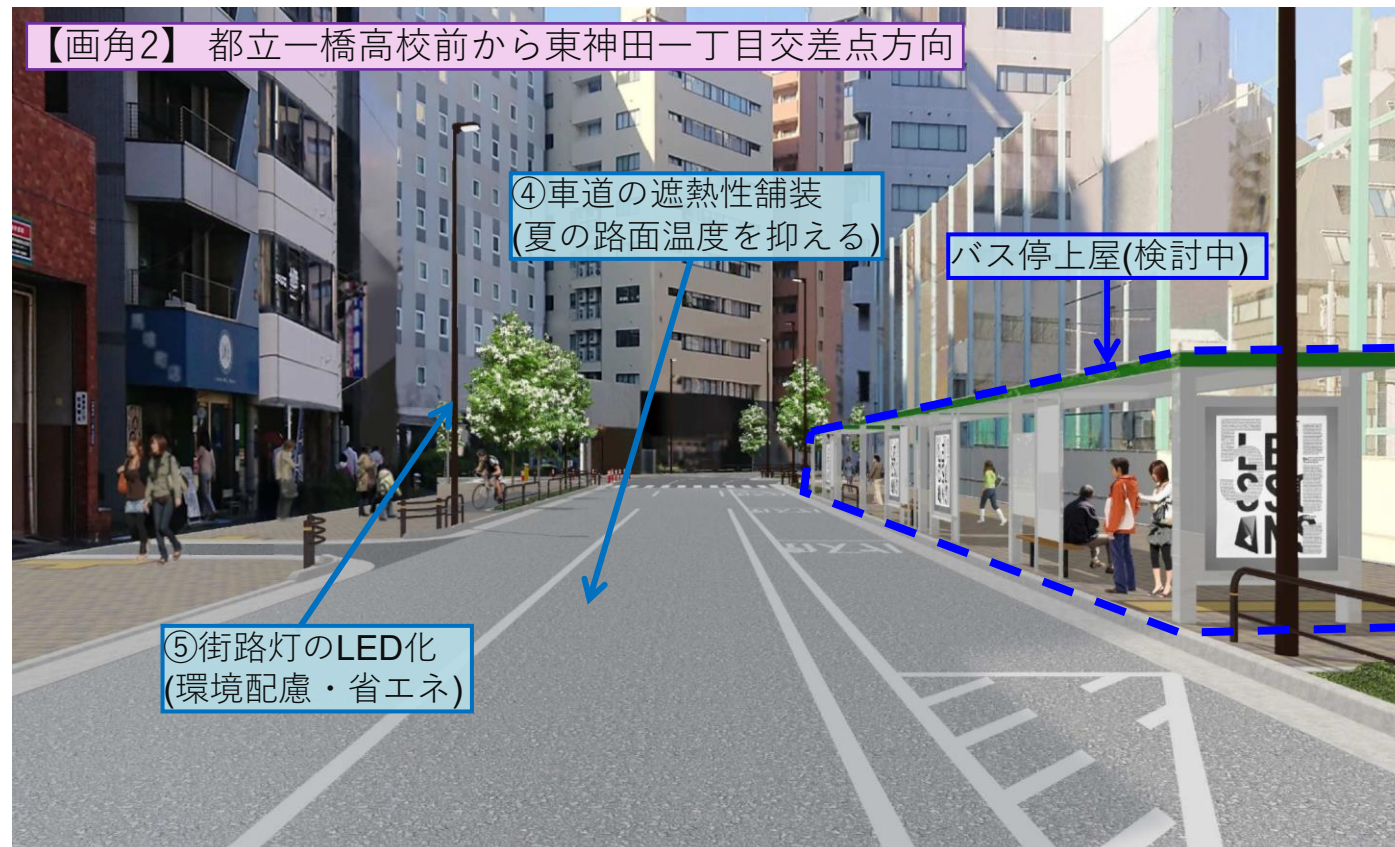 【画角2】 都立一橋高校前から東神田一丁目交差点方向
④車道の遮熱性舗装
(夏の路面温度を抑える)
バス停上屋(検討中)
⑤街路灯のLED化
(環境配慮・省エネ)